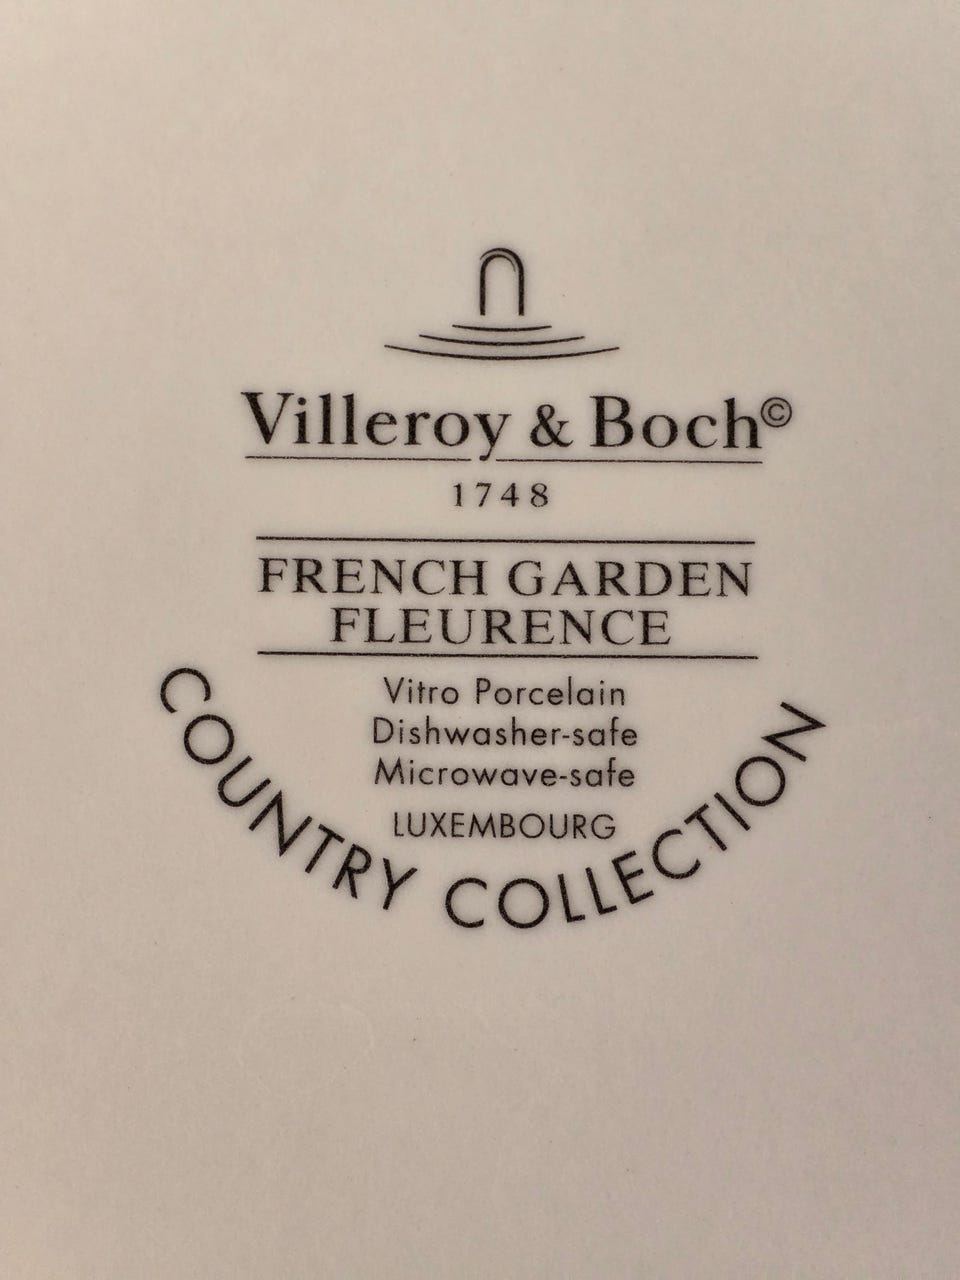 Villeroy & Boch©
1748
FRENCH GARDEN
FLEURENCE
Vitro Porcelain
Dishwasher-safe
Microwave-safe
LUXEMBOURG
COUNTRY COLLECTION